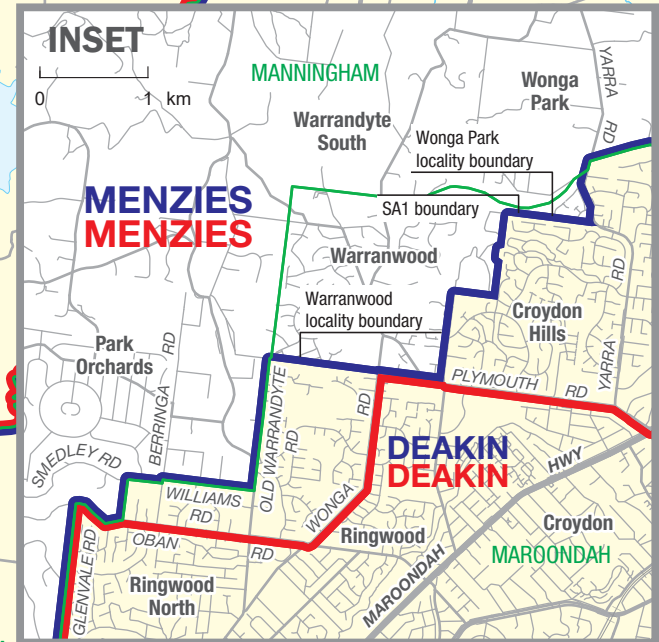 INSET
0 1 km
MANNINGHAM
Wonga
Park
YARRA
RD
Warrandyte
South
Wonga Park
locality boundary
MENZIES
MENZIES
SA1 boundary
Warranwood
RD
Warranwood
locality boundary
Croydon
Hills
Park
Orchards
BERRINGA RD
PLYMOUTH RD
YARRA
OLD WARRANDYTE
RD
RD
WONGA
DEAKIN
DEAKIN
HWY
SMEDLEY RD
WILLIAMS
RD
Ringwood
Croydon
GLENVALE RD
OBAN RD
MAROONDAH
MAROONDAH
Ringwood
North